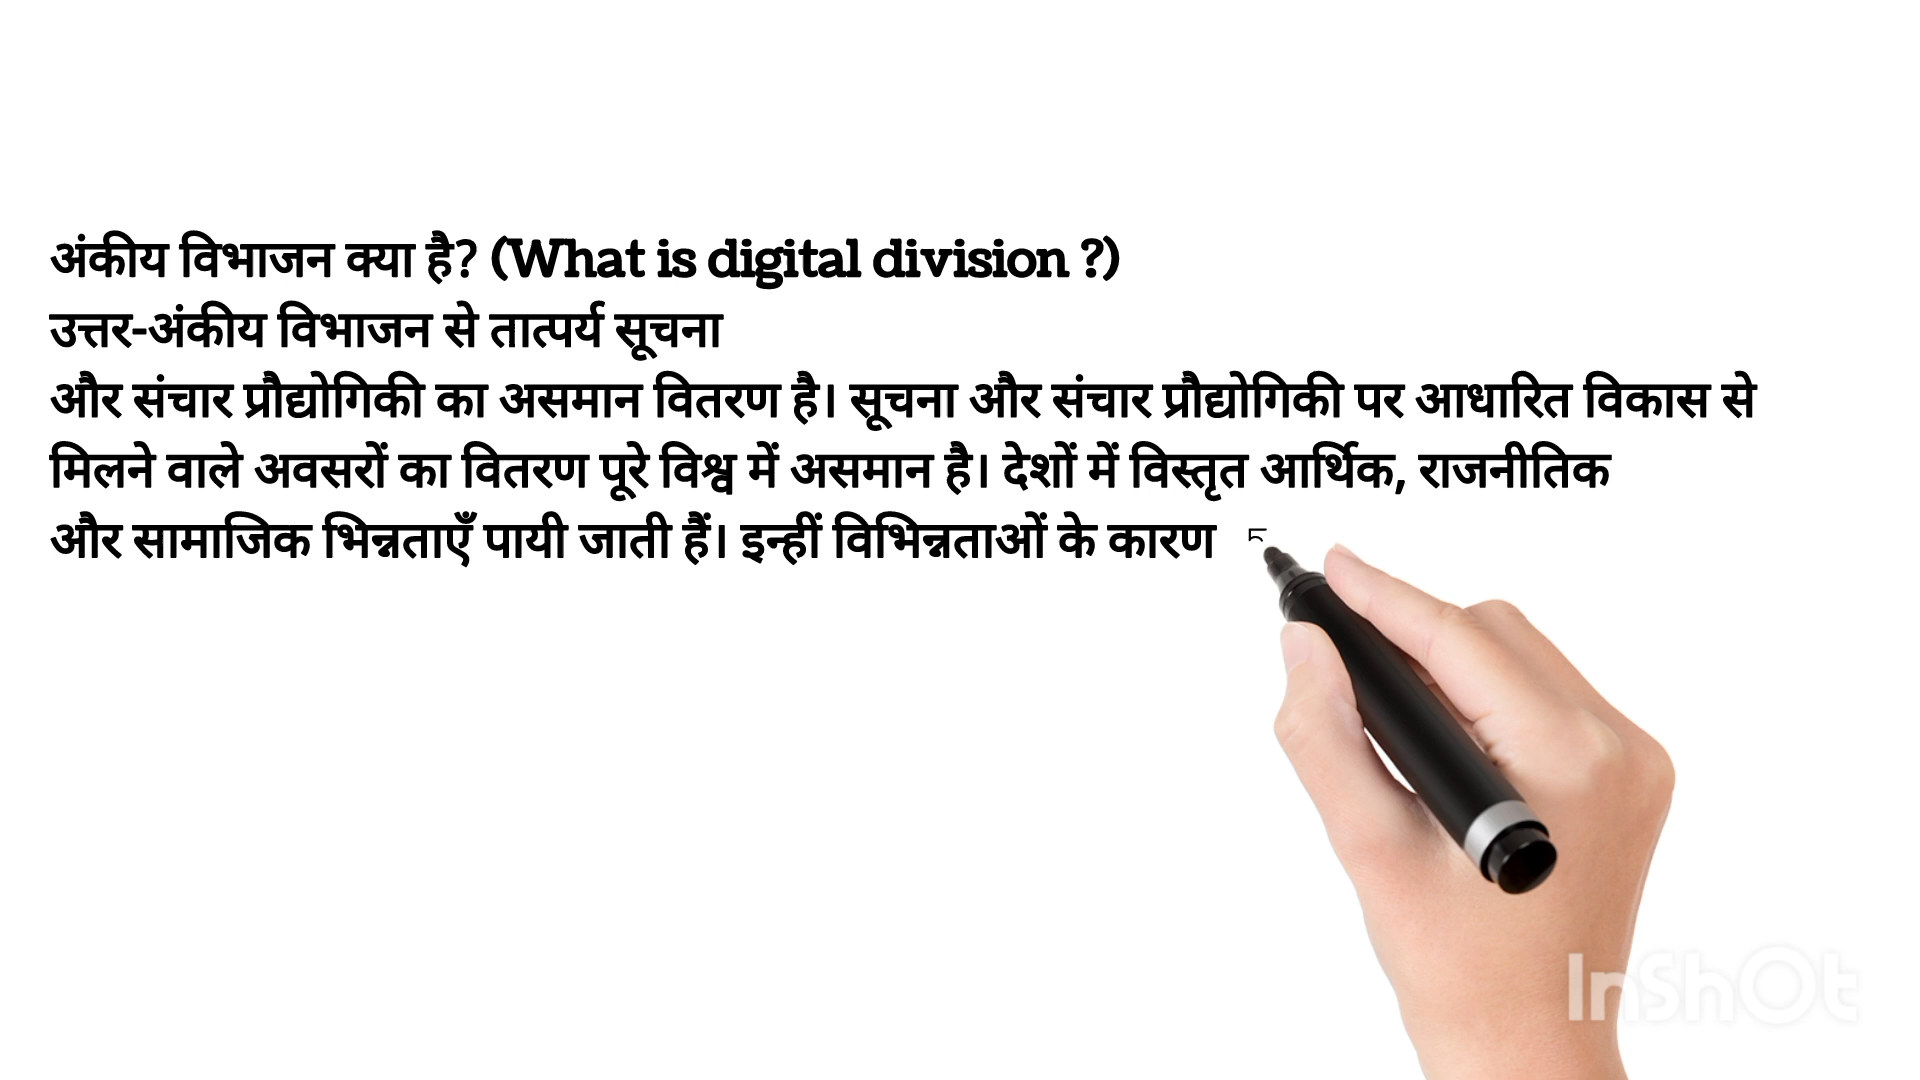 अंकीय विभाजन क्या है? (What is digital division ?)
उत्तर-अंकीय विभाजन से तात्पर्य सूचना
और संचार प्रौद्योगिकी का असमान वितरण है। सूचना और संचार प्रौद्योगिकी पर आधारित विकास से
मिलने वाले अवसरों का वितरण पूरे विश्व में असमान है। देशों में विस्तृत आर्थिक, राजनीतिक
और सामाजिक भिन्नताएँ पायी जाती हैं। इन्हीं विभिन्नताओं के कारण
InShOt